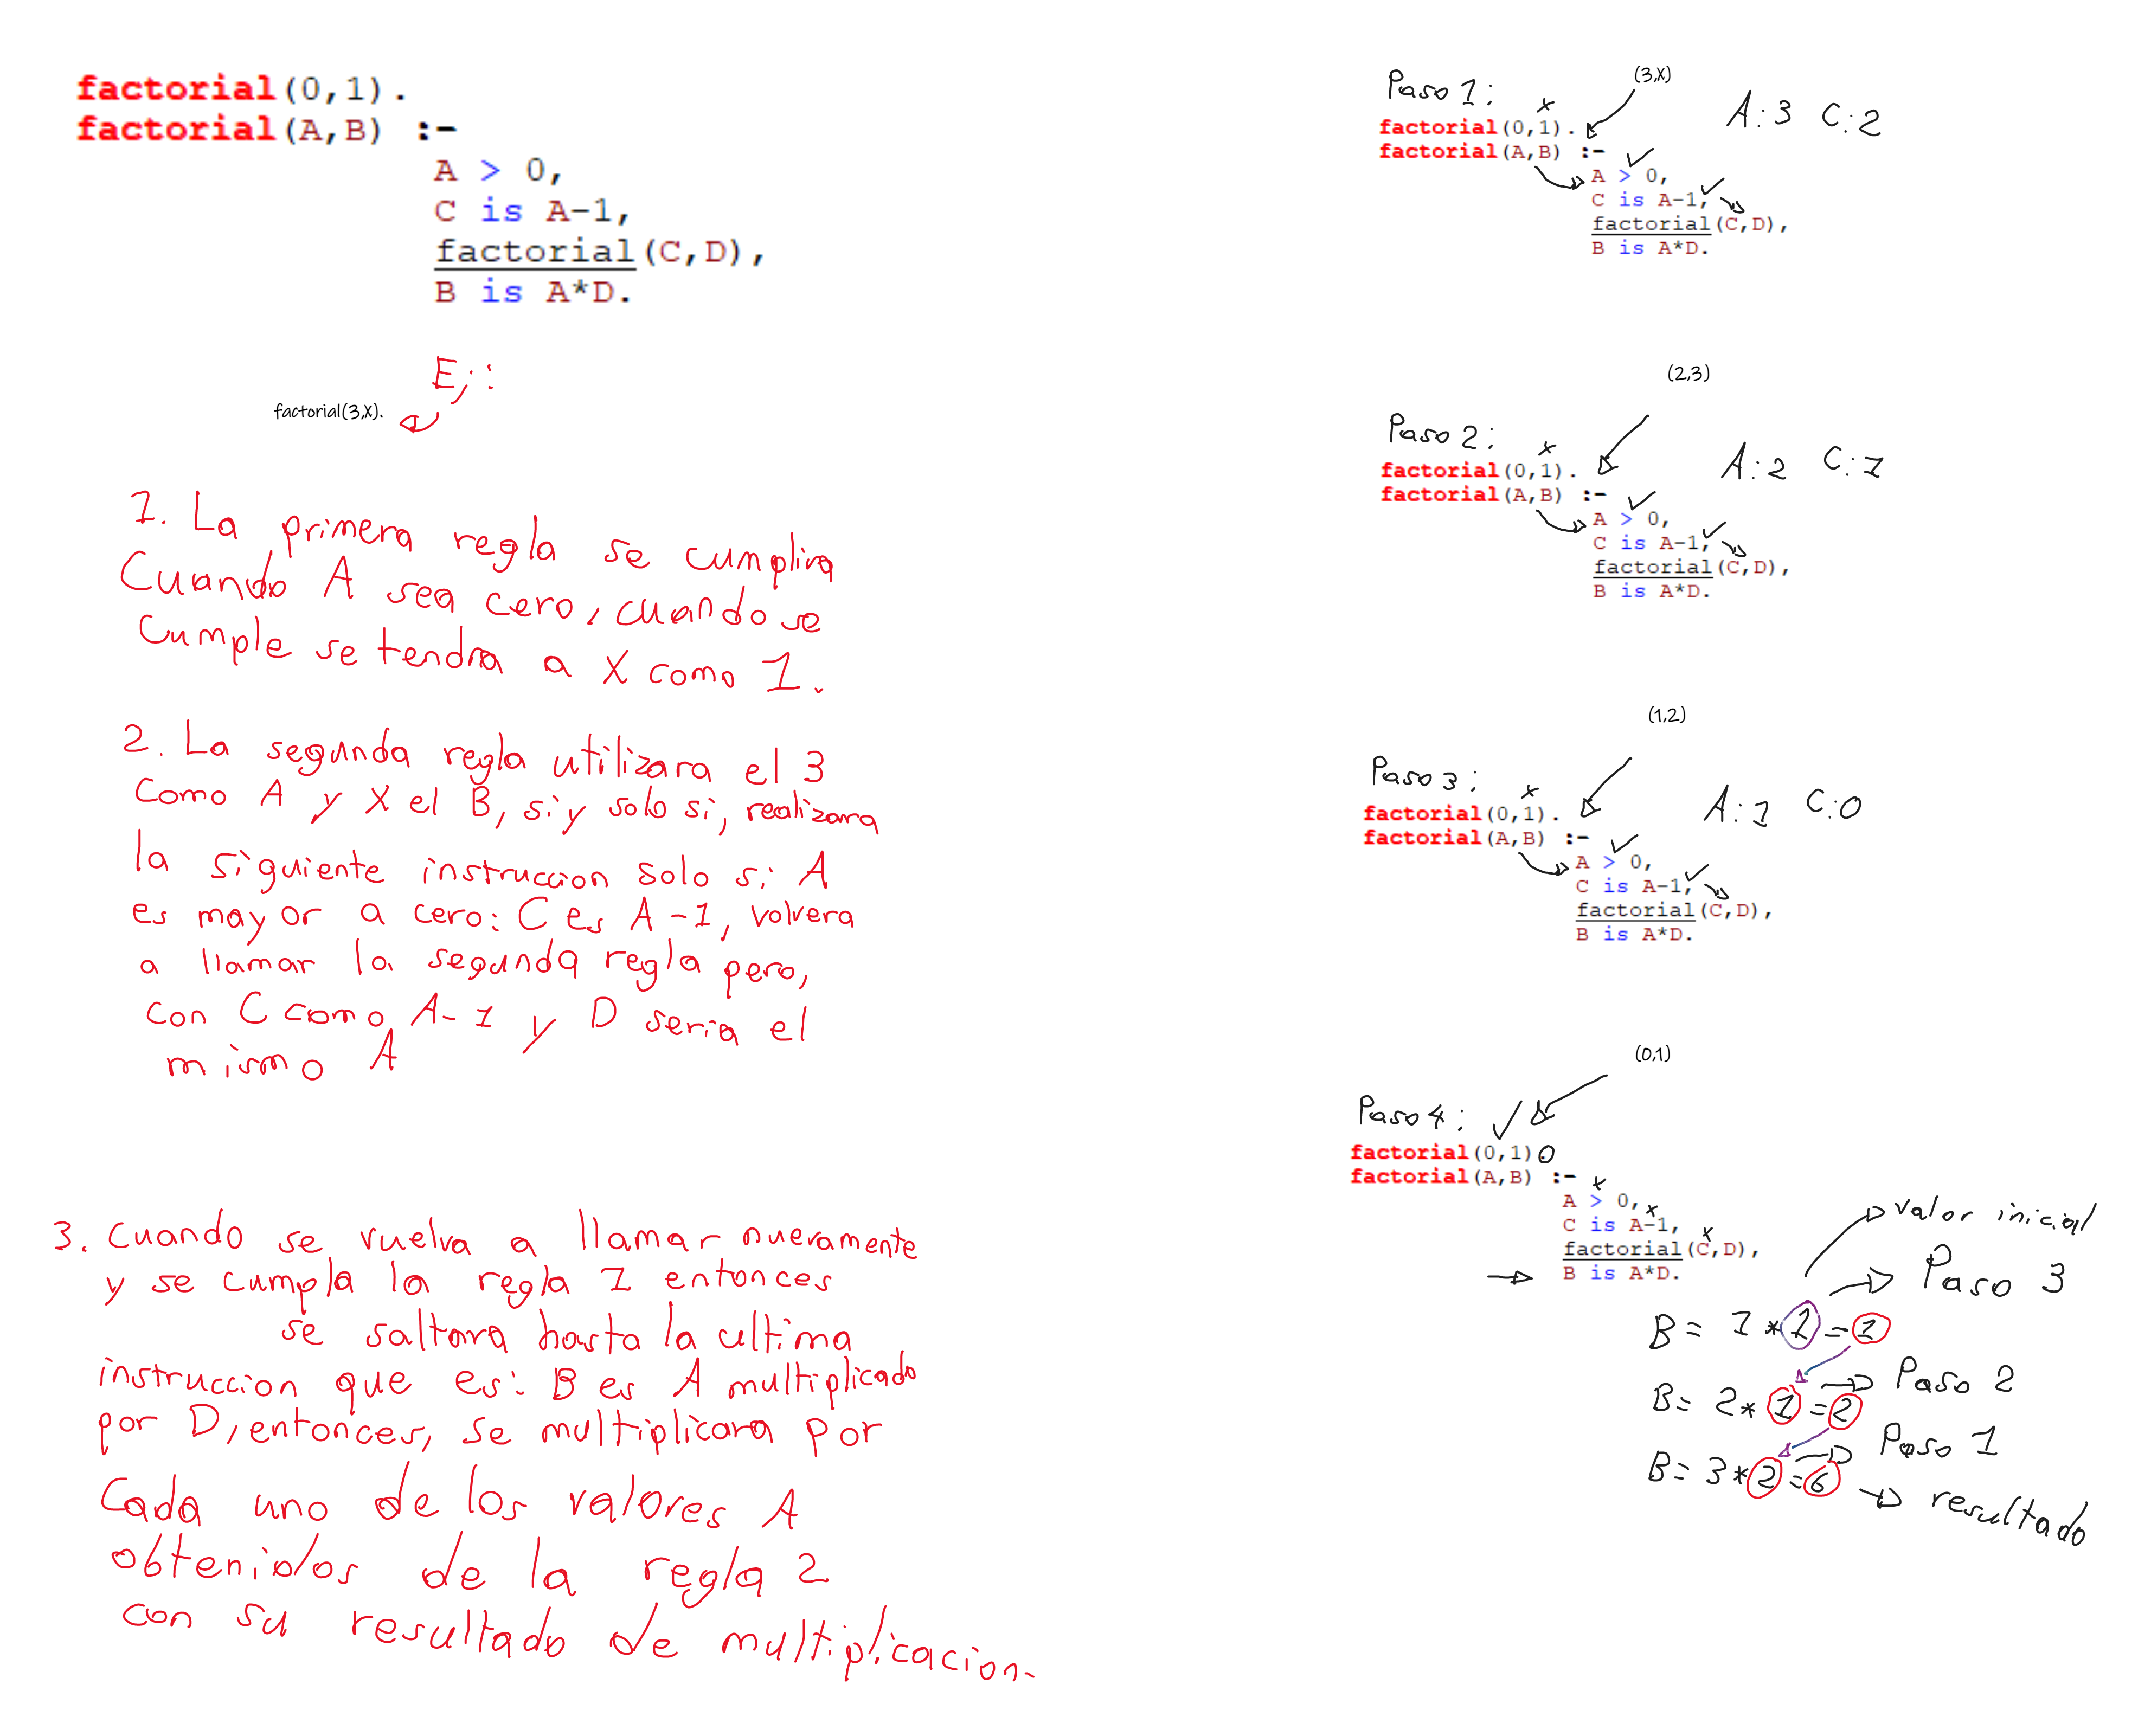 factorial(0,1).
factorial(A,B) :-
A > 0,
C is A-1,
factorial(C,D),
B is A*D.
Ej:
factorial(3,X).
1. La primera regla se cumplira
Cuando A sea cero, cuando se
Cumple se tendra a X como 1.
2. La segunda regla utilizara el 3
Como A y X el B, si y solo si, realizara
la siguiente instruccion solo si A
es mayor a cero: C es A-1, volvera
a llamar la segunda regla pero,
con C como A-1 y D seria el
mismo A
3. Cuando se vuelva a llamar nuevamente
y se cumpla la regla 1 entonces
se saltara hasta la ultima
instruccion que es: B es A multiplicado
por D, entonces, se multiplicara por
Cada uno de los valores A
obtenidos de la regla 2
con su resultado de multiplicacion.
(3,X)
Paso 1:
x
A:3 C:2
factorial(0,1).
factorial(A,B) :-
A > 0,
C is A-1,
factorial(C,D),
B is A*D.
(2,3)
Paso 2:
x
A:2 C:1
factorial(0,1).
factorial(A,B) :-
A > 0,
C is A-1,
factorial(C,D),
B is A*D.
(1,2)
Paso 3:
x
A:1 C:0
factorial(0,1).
factorial(A,B) :-
A > 0,
C is A-1,
factorial(C,D),
B is A*D.
(0,1)
Paso 4:
factorial(0,1).
factorial(A,B) :- x
A > 0, x
C is A-1, x
factorial(C,D),
B is A*D.
valor inicial
Paso 3
B = 1 * 1 = 1
Paso 2
B = 2 * 1 = 2
Paso 1
B = 3 * 2 = 6
resultado